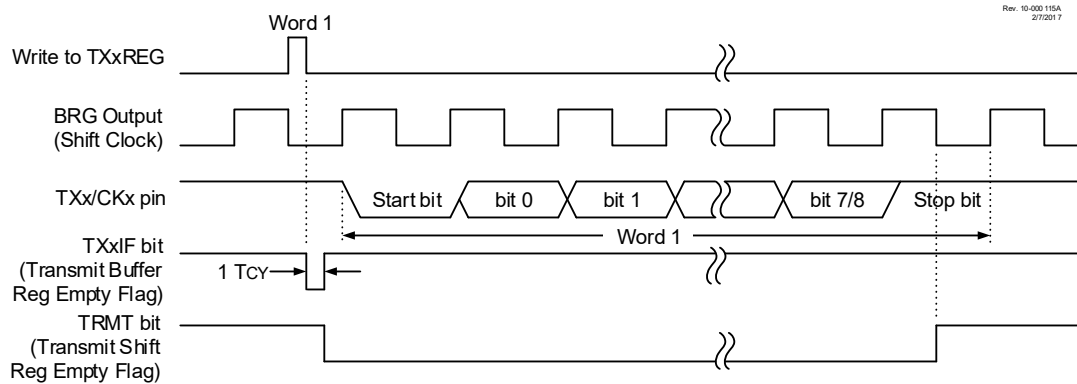 Rev. 10-000 115A
2/7/201 7
Word 1
Write to TXxREG
BRG Output
(Shift Clock)
TXx/CKx pin
Start bit
bit 0
bit 1
bit 7/8
Stop bit
Word 1
TXxIF bit
(Transmit Buffer
Reg Empty Flag)
1 TCY
TRMT bit
(Transmit Shift
Reg Empty Flag)